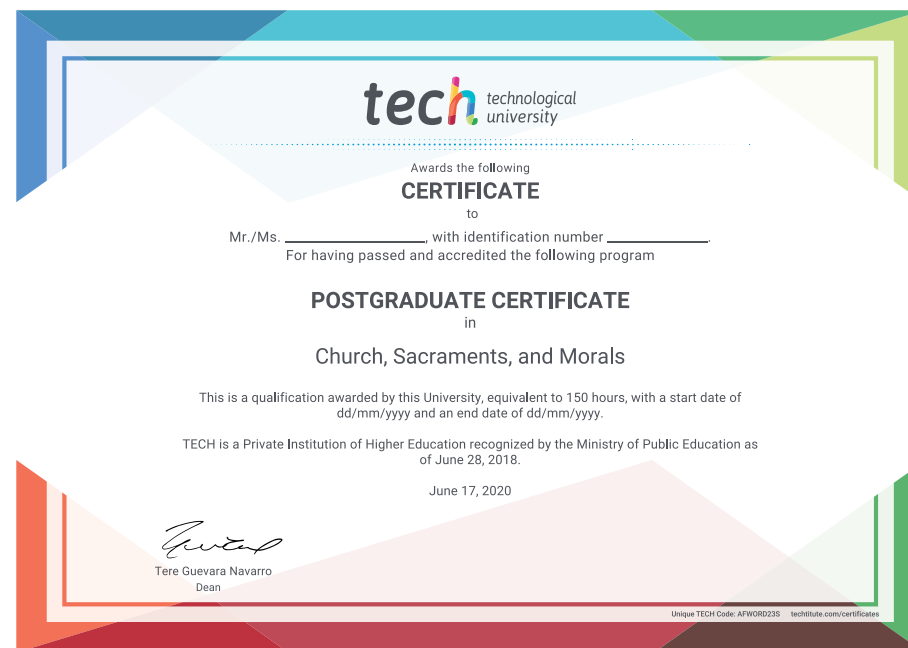 tech technological
university
Awards the following
CERTIFICATE
to
Mr./Ms. ____________________, with identification number ______________.
For having passed and accredited the following program
POSTGRADUATE CERTIFICATE
in
Church, Sacraments, and Morals
This is a qualification awarded by this University, equivalent to 150 hours, with a start date of
dd/mm/yyyy and an end date of dd/mm/yyyy.
TECH is a Private Institution of Higher Education recognized by the Ministry of Public Education as
of June 28, 2018.
June 17, 2020
Tere Guevara Navarro
Dean
Unique TECH Code: AFWORD23S techtitute.com/certificates